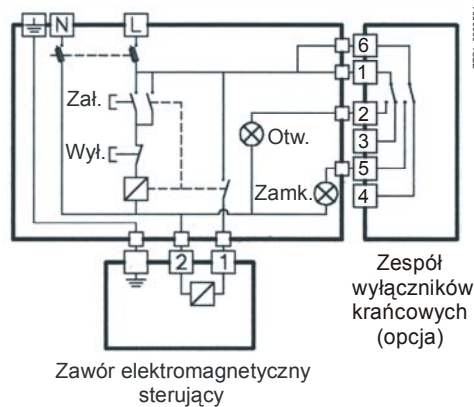 N L
6
Zał.
1
2
Otw.
3
Wył.
5
Zamk.
4
2 1
Zespół
wyłączników
krańcowych
(opcja)
Zawór elektromagnetyczny
sterujący